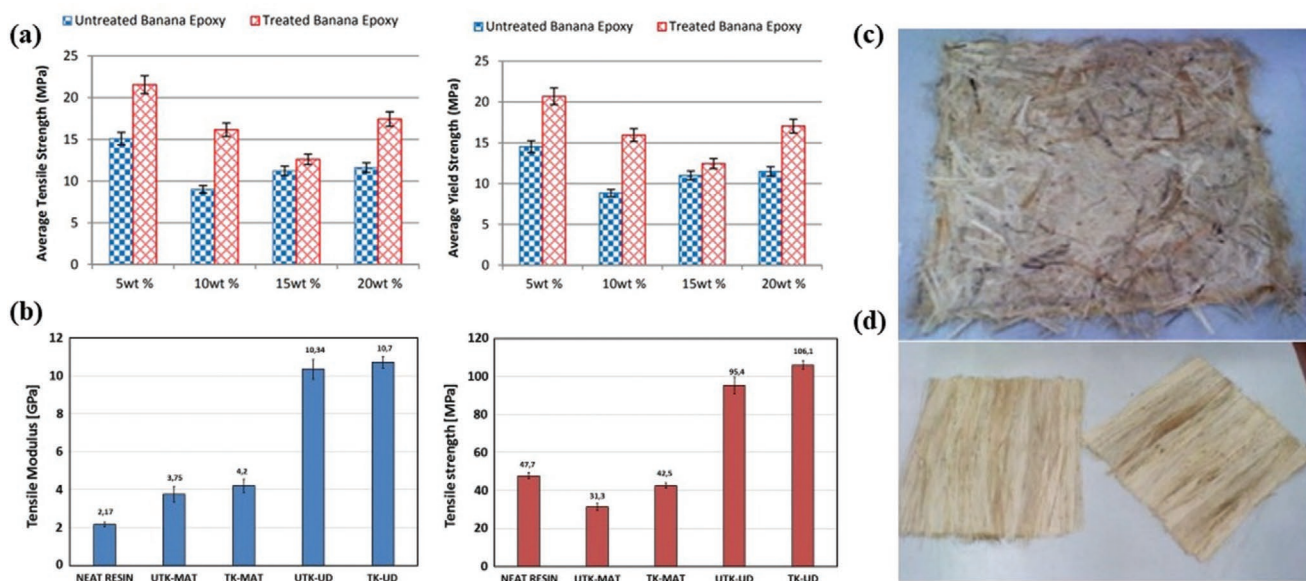 (a)
Untreated Banana Epoxy Treated Banana Epoxy
Average Tensile Strength (MPa)
25
20
15
10
5
0
5wt % 10wt % 15wt % 20wt %
Untreated Banana Epoxy Treated Banana Epoxy
Average Yield Strength (MPa)
25
20
15
10
5
0
5wt % 10wt % 15wt % 20wt %
(c)
(b)
Tensile Modulus [GPa]
12
10
8
6
4
2
0
2,17
3,75
4,2
10,34
10,7
NEAT RESIN UTK-MAT TK-MAT UTK-UD TK-UD
Tensile strength [MPa]
120
100
80
60
40
20
0
47,7
31,3
42,5
95,4
106,1
NEAT RESIN UTK-MAT TK-MAT UTK-UD TK-UD
(d)